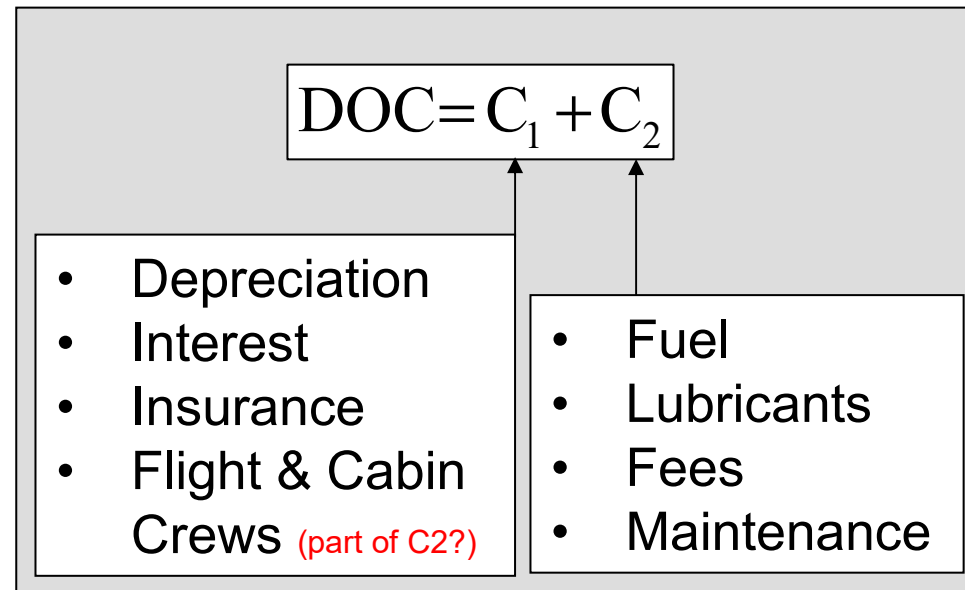 DOC=C₁+C₂
• Depreciation
• Interest
• Insurance
• Flight & Cabin
Crews (part of C2?)
• Fuel
• Lubricants
• Fees
• Maintenance